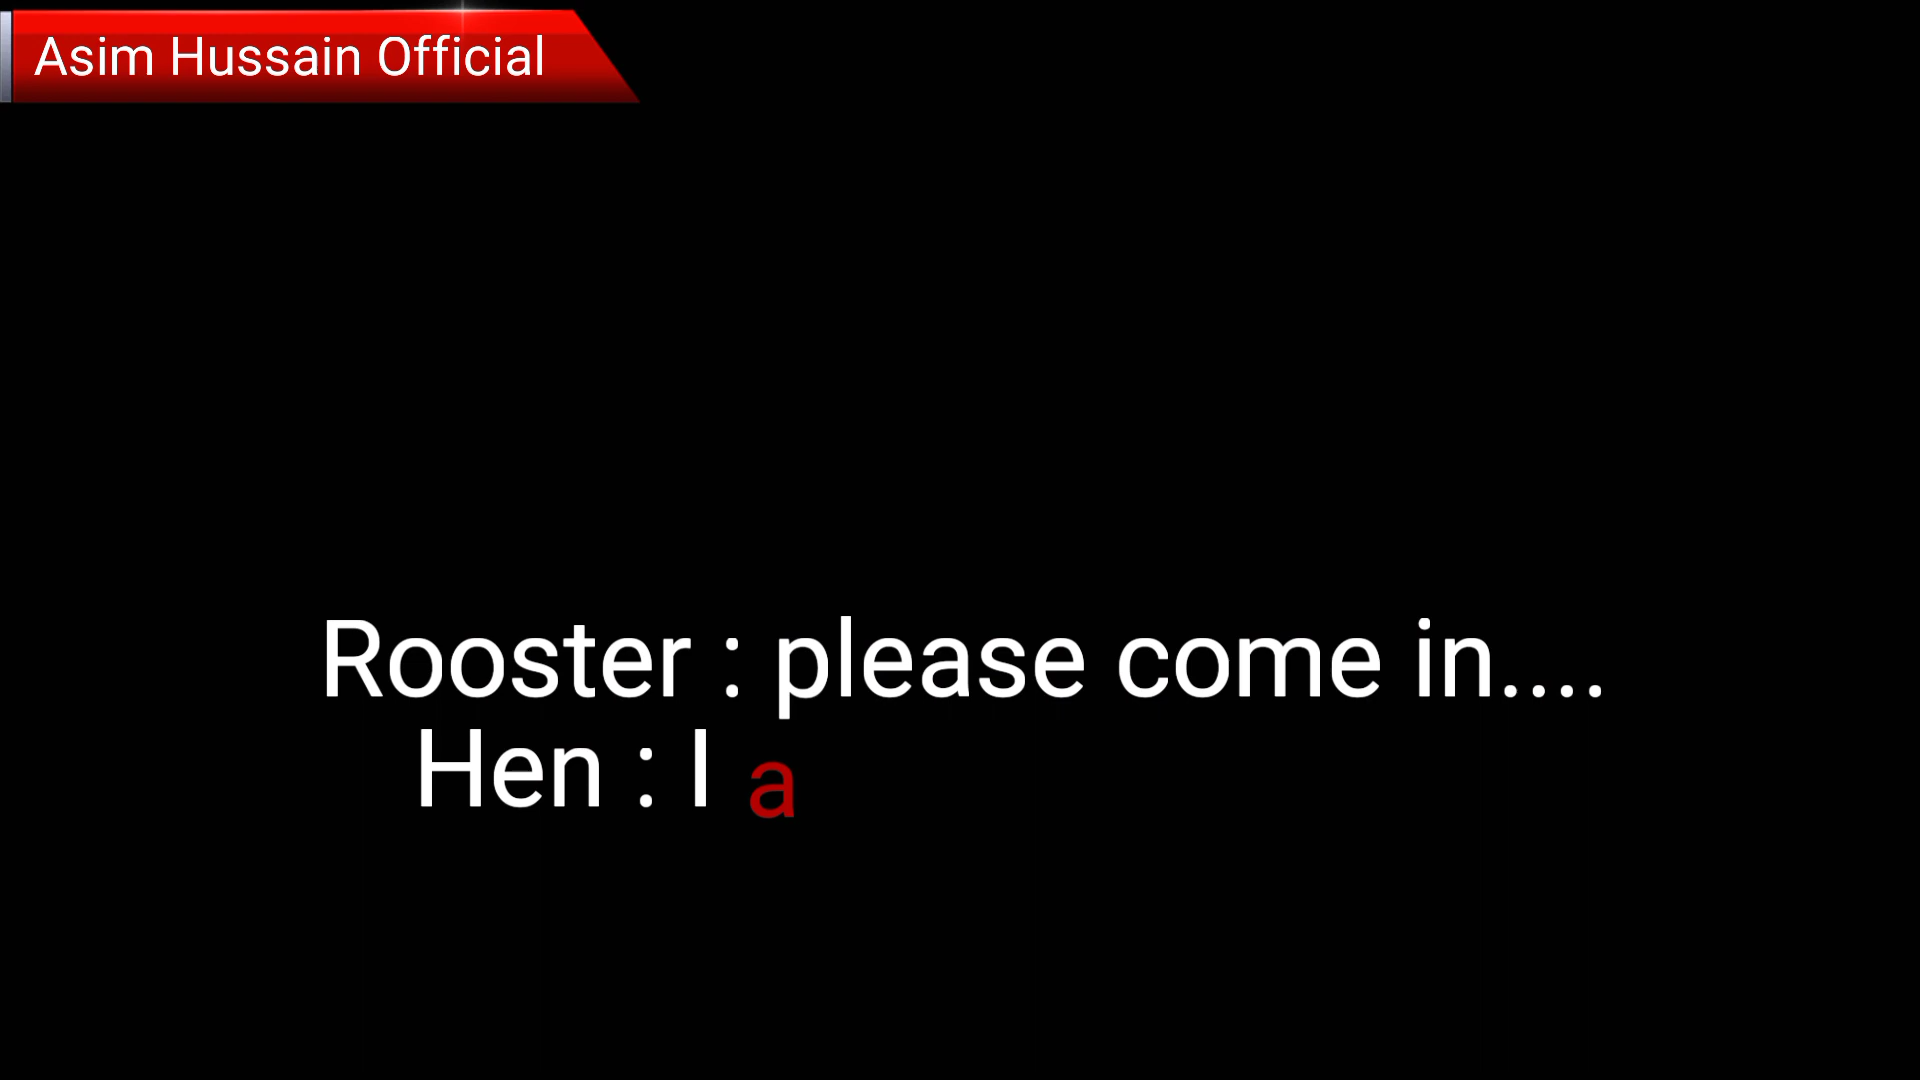 Asim Hussain Official
Rooster : please come in....
Hen : I a